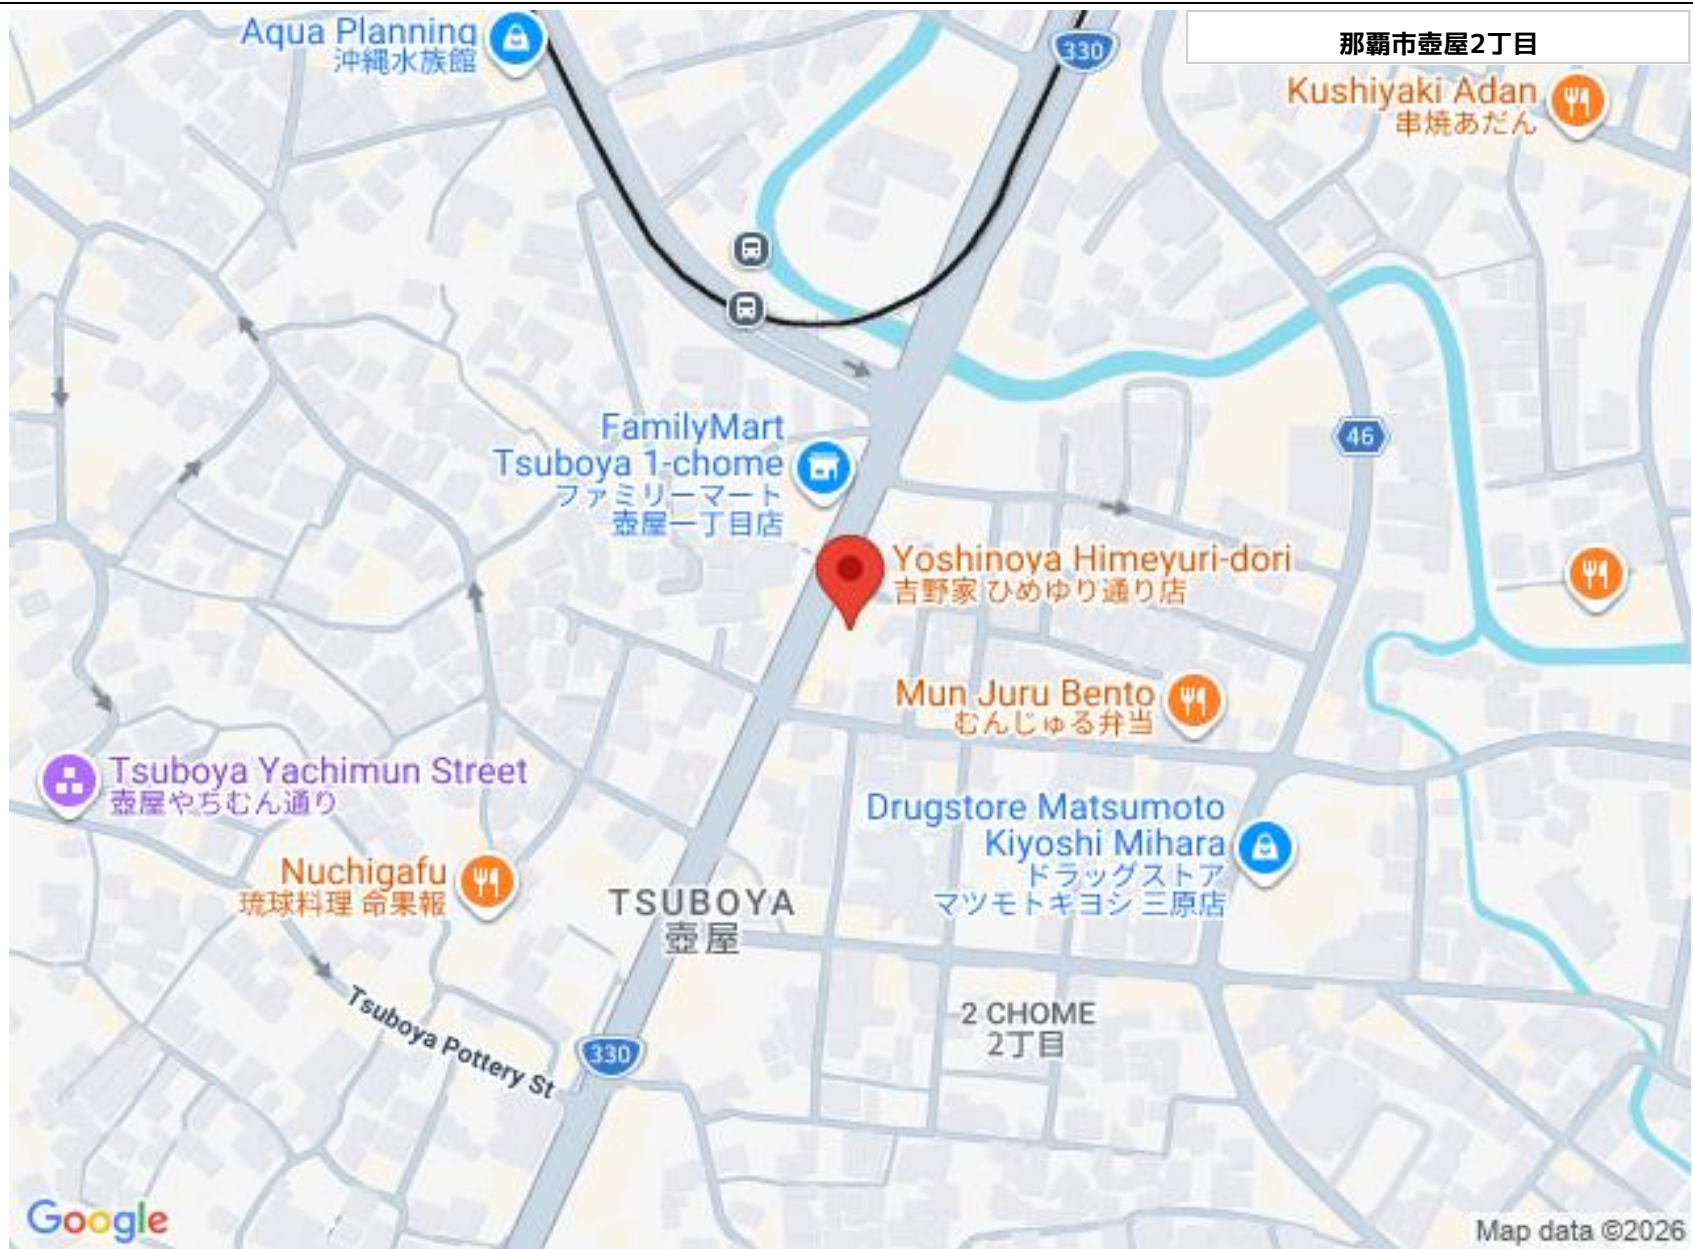 那覇市壺屋2丁目
Aqua Planning
沖縄水族館
330
Kushiyaki Adan
串焼あだん
46
FamilyMart
Tsuboya 1-chome
ファミリーマート
壺屋一丁目店
Yoshinoya Himeyuri-dori
吉野家 ひめゆり通り店
Mun Juru Bento
むんじゅる弁当
Tsuboya Yachimun Street
壺屋やちむん通り
Drugstore Matsumoto
Kiyoshi Mihara
ドラッグストア
マツモトキヨシ 三原店
Nuchigafu
琉球料理 命果報
TSUBOYA
壺屋
2 CHOME
2丁目
Tsuboya Pottery St
330
Google
Map data ©2026